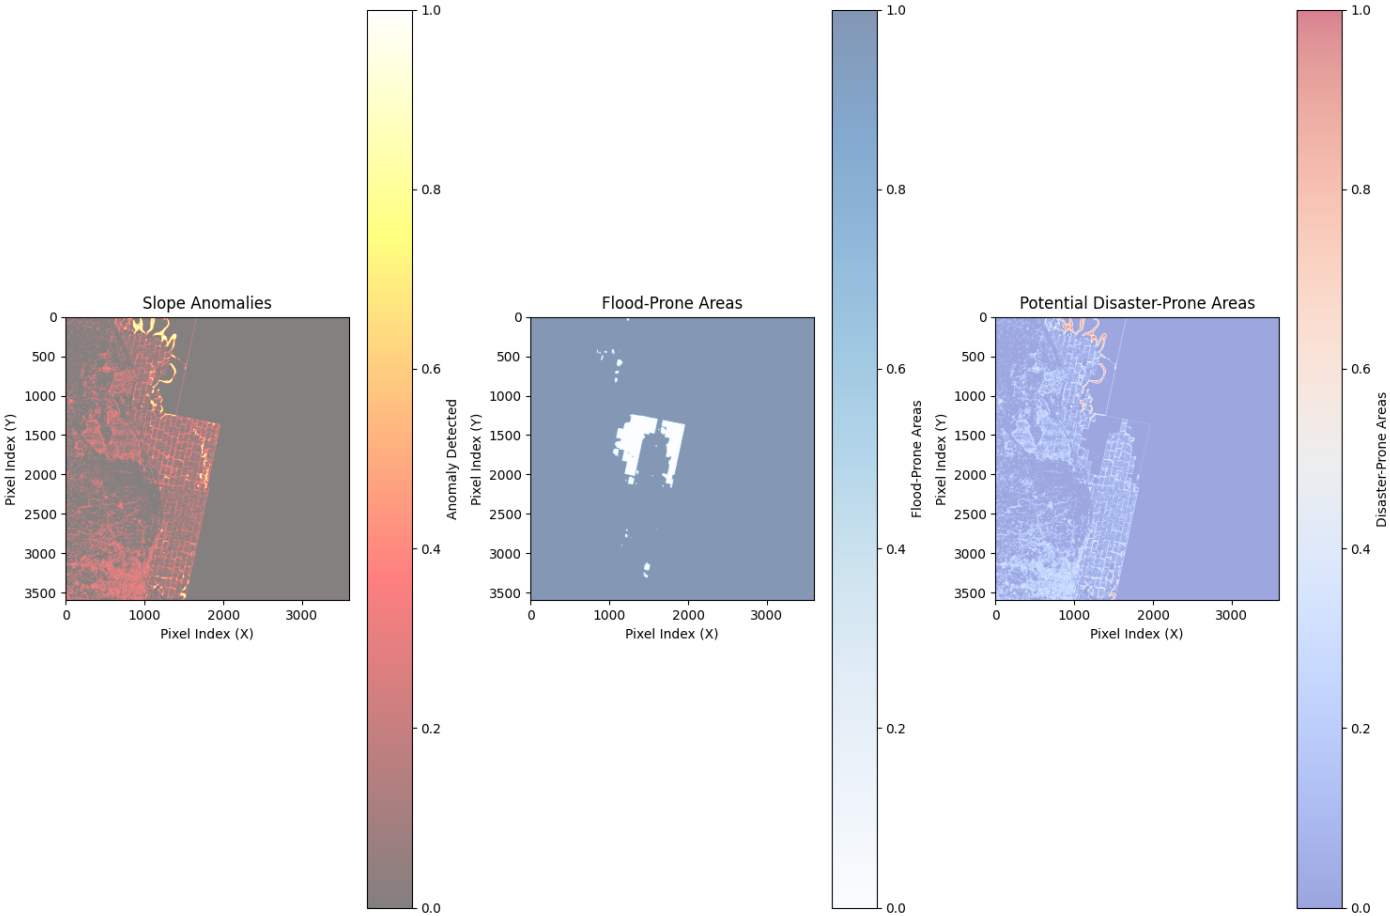 Slope Anomalies
0
500
1000
1500
2000
2500
3000
3500
Pixel Index (Y)
0 1000 2000 3000
Pixel Index (X)
1.0
0.8
0.6
0.4
0.2
0.0
Anomaly Detected
Flood-Prone Areas
0
500
1000
1500
2000
2500
3000
3500
Pixel Index (Y)
0 1000 2000 3000
Pixel Index (X)
1.0
0.8
0.6
0.4
0.2
0.0
Flood-Prone Areas
Potential Disaster-Prone Areas
0
500
1000
1500
2000
2500
3000
3500
Pixel Index (Y)
0 1000 2000 3000
Pixel Index (X)
1.0
0.8
0.6
0.4
0.2
0.0
Disaster-Prone Areas